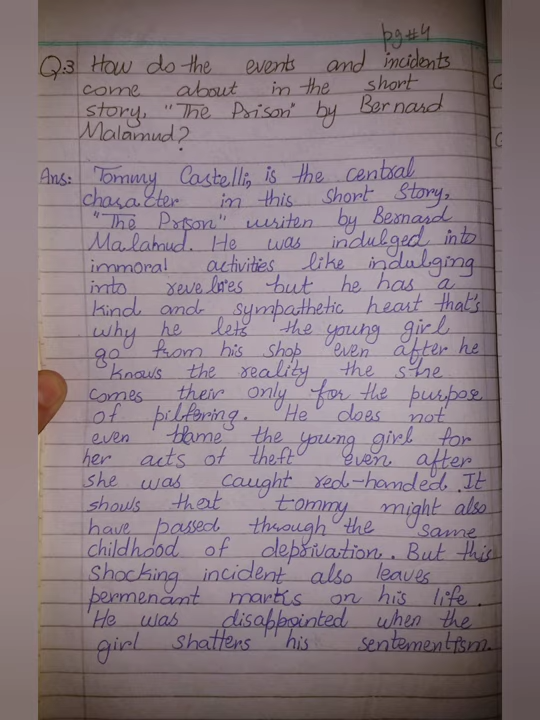 pg#4
Q.3 How do the events and incidents
come about in the short
story, "The Prison" by Bernard
Malamud?
Ans: Tommy Castelli, is the central
character in this short story,
"The Prison" writen by Bernard
Malamud. He was indulged into
immoral activities like indulging
into revelries but he has a
kind and sympathetic heart that's
why he lets the young girl
go from his shop even after he
knows the reality the she
comes their only for the purpose
of pilfering. He does not
even blame the young girl for
her acts of theft even after
she was caught red-handed. It
shows that tommy might also
have passed through the same
childhood of deprivation. But this
shocking incident also leaves
permenant marks on his life.
He was disappointed when the
girl shatters his